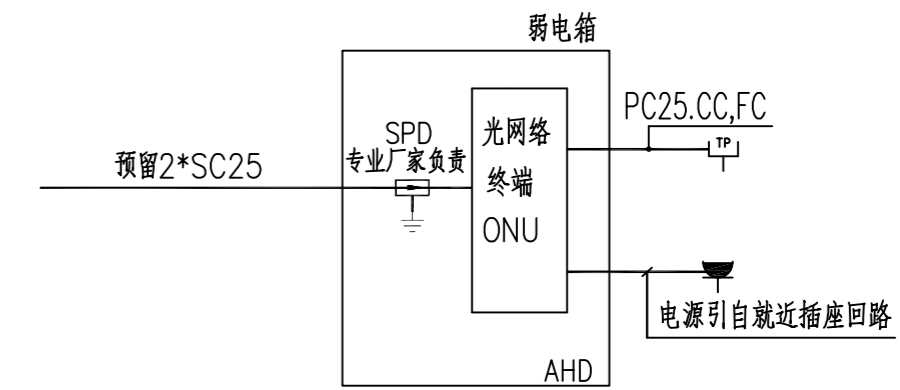 弱电箱
PC25.CC,FC
SPD
专业厂家负责
预留2*SC25
光网络
终端
ONU
TP
电源引自就近插座回路
AHD